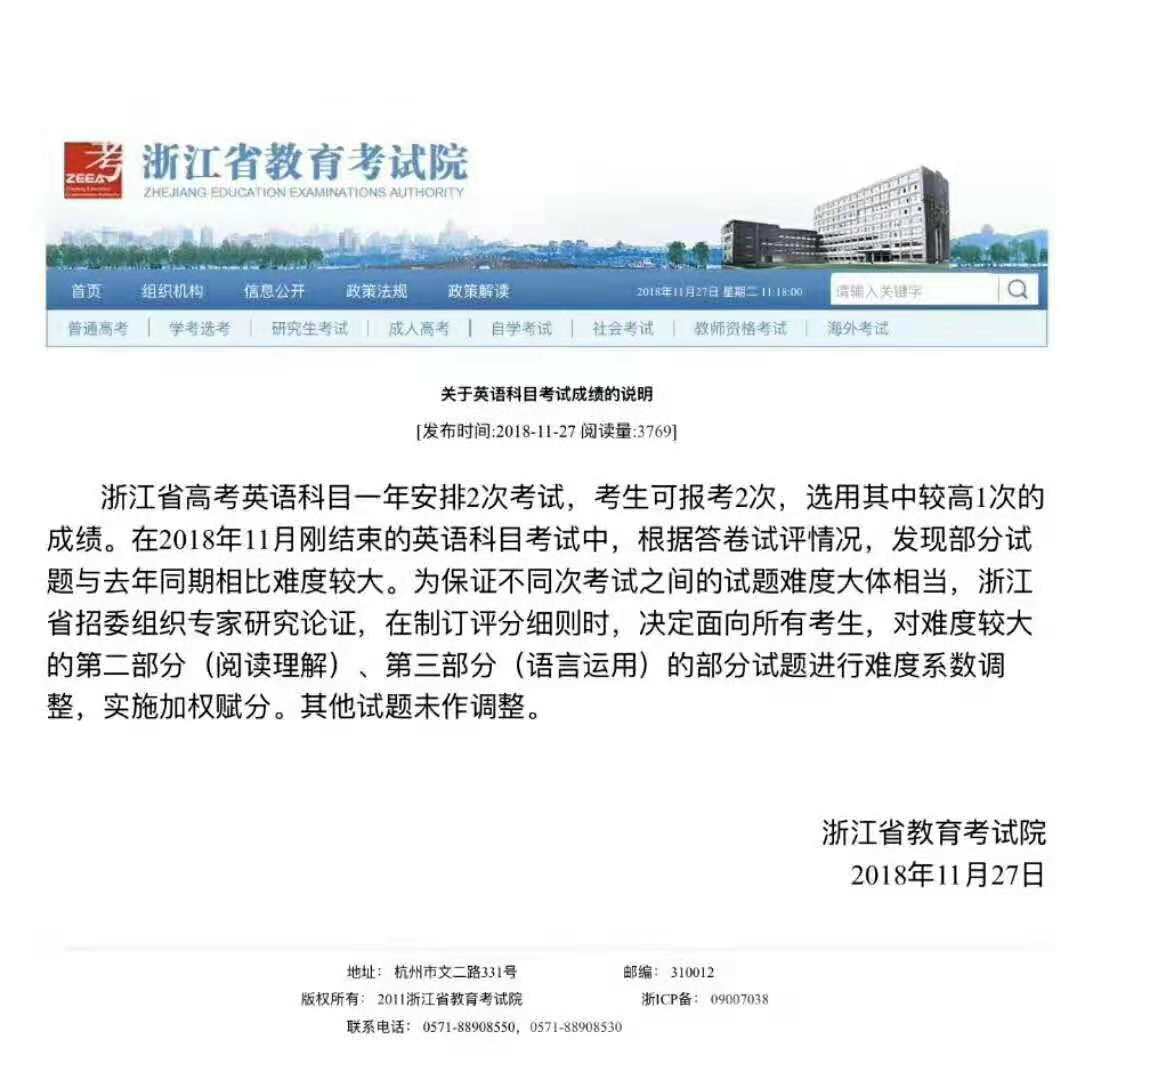 考
ZEEA
浙江省教育考试院
ZHEJIANG EDUCATION EXAMINATIONS AUTHORITY
首页 组织机构 信息公开 政策法规 政策解读 2018年11月27日 星期二 11:18:00 请输入关键字
普通高考 | 学考选考 | 研究生考试 | 成人高考 | 自学考试 | 社会考试 | 教师资格考试 | 海外考试
关于英语科目考试成绩的说明
[发布时间:2018-11-27 阅读量:3769]
浙江省高考英语科目一年安排2次考试，考生可报考2次，选用其中较高1次的
成绩。在2018年11月刚结束的英语科目考试中，根据答卷试评情况，发现部分试
题与去年同期相比难度较大。为保证不同次考试之间的试题难度大体相当，浙江
省招委组织专家研究论证，在制订评分细则时，决定面向所有考生，对难度较大
的第二部分（阅读理解）、第三部分（语言运用）的部分试题进行难度系数调
整，实施加权赋分。其他试题未作调整。
浙江省教育考试院
2018年11月27日
地址： 杭州市文二路331号 邮编： 310012
版权所有： 2011浙江省教育考试院 浙ICP备： 09007038
联系电话： 0571-88908550，0571-88908530